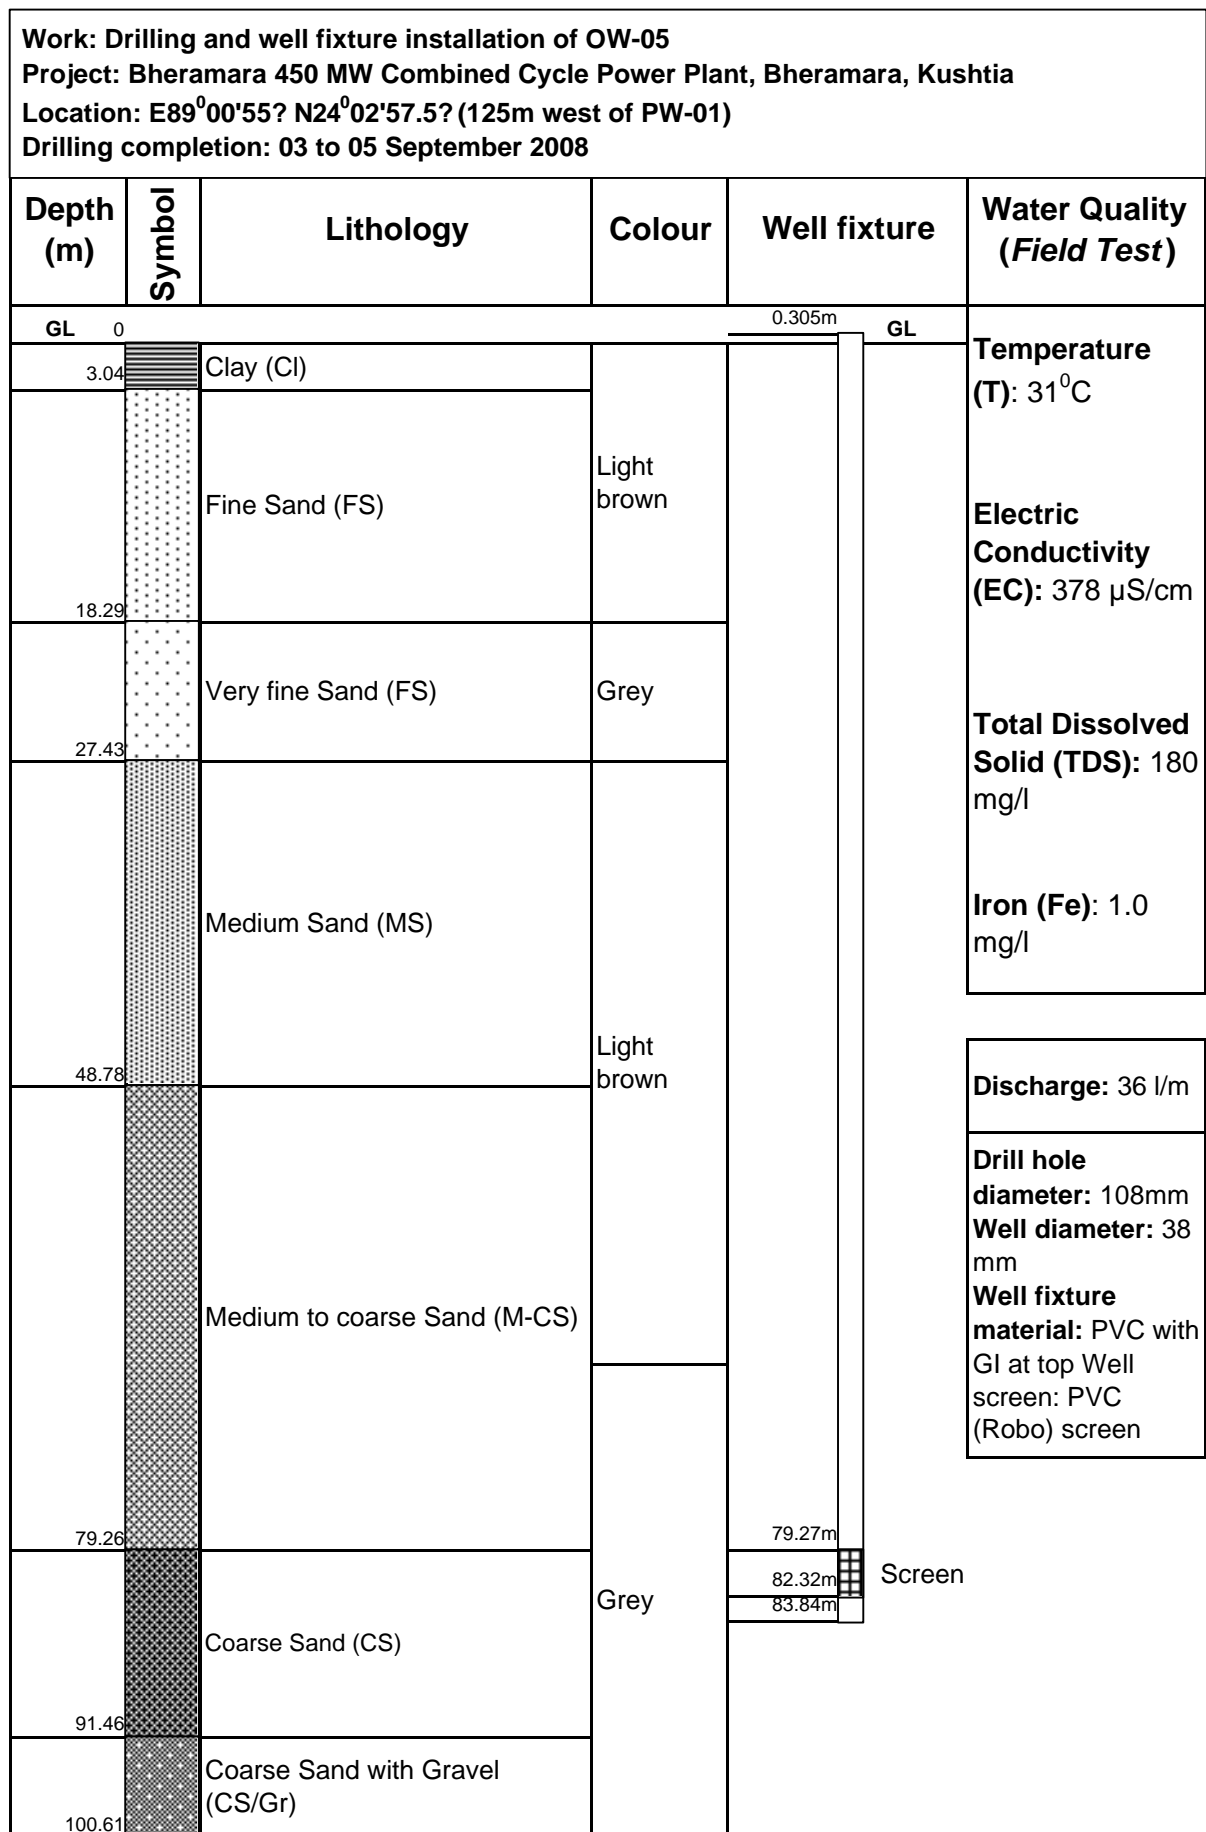 Work: Drilling and well fixture installation of OW-05
Project: Bheramara 450 MW Combined Cycle Power Plant, Bheramara, Kushtia
Location: E89⁰00'55? N24⁰02'57.5? (125m west of PW-01)
Drilling completion: 03 to 05 September 2008
Depth
(m)
Symbol
Lithology
Colour
Well fixture
Water Quality
(Field Test)
GL 0
0.305m
GL
3.04
Clay (Cl)
Light
brown
Fine Sand (FS)
18.29
Very fine Sand (FS)
Grey
27.43
Medium Sand (MS)
48.78
Light
brown
Medium to coarse Sand (M-CS)
79.26
79.27m
82.32m
83.84m
Screen
Grey
Coarse Sand (CS)
91.46
Coarse Sand with Gravel
(CS/Gr)
100.61
Temperature
(T): 31⁰C
Electric
Conductivity
(EC): 378 µS/cm
Total Dissolved
Solid (TDS): 180
mg/l
Iron (Fe): 1.0
mg/l
Discharge: 36 l/m
Drill hole
diameter: 108mm
Well diameter: 38
mm
Well fixture
material: PVC with
GI at top Well
screen: PVC
(Robo) screen